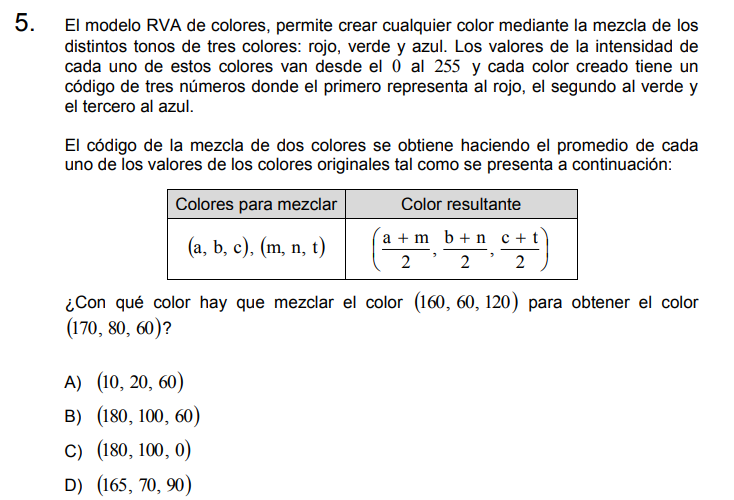 5. El modelo RVA de colores, permite crear cualquier color mediante la mezcla de los
distintos tonos de tres colores: rojo, verde y azul. Los valores de la intensidad de
cada uno de estos colores van desde el 0 al 255 y cada color creado tiene un
código de tres números donde el primero representa al rojo, el segundo al verde y
el tercero al azul.
El código de la mezcla de dos colores se obtiene haciendo el promedio de cada
uno de los valores de los colores originales tal como se presenta a continuación:
Colores para mezclar Color resultante
(a, b, c), (m, n, t) (a + m/2, b + n/2, c + t/2)
¿Con qué color hay que mezclar el color (160, 60, 120) para obtener el color
(170, 80, 60)?
A) (10, 20, 60)
B) (180, 100, 60)
C) (180, 100, 0)
D) (165, 70, 90)